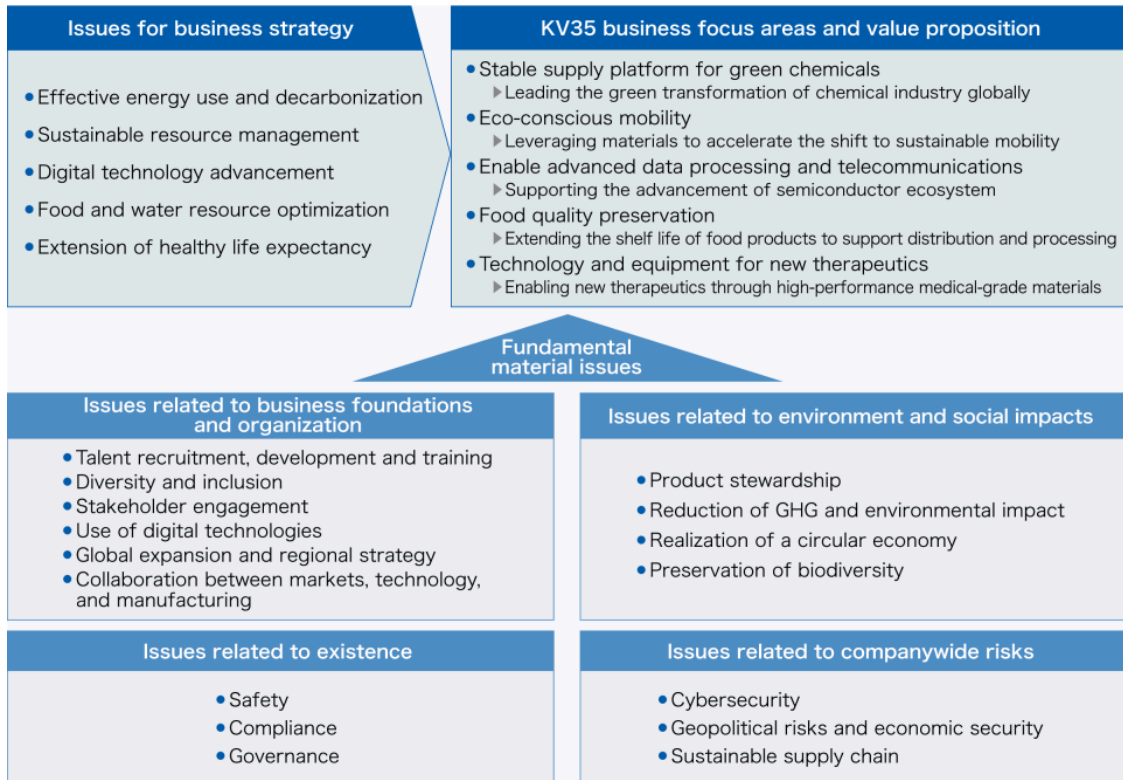 Issues for business strategy
• Effective energy use and decarbonization
• Sustainable resource management
• Digital technology advancement
• Food and water resource optimization
• Extension of healthy life expectancy
KV35 business focus areas and value proposition
• Stable supply platform for green chemicals
▶ Leading the green transformation of chemical industry globally
• Eco-conscious mobility
▶ Leveraging materials to accelerate the shift to sustainable mobility
• Enable advanced data processing and telecommunications
▶ Supporting the advancement of semiconductor ecosystem
• Food quality preservation
▶ Extending the shelf life of food products to support distribution and processing
• Technology and equipment for new therapeutics
▶ Enabling new therapeutics through high-performance medical-grade materials
Fundamental
material issues
Issues related to business foundations
and organization
• Talent recruitment, development and training
• Diversity and inclusion
• Stakeholder engagement
• Use of digital technologies
• Global expansion and regional strategy
• Collaboration between markets, technology,
and manufacturing
Issues related to environment and social impacts
• Product stewardship
• Reduction of GHG and environmental impact
• Realization of a circular economy
• Preservation of biodiversity
Issues related to existence
• Safety
• Compliance
• Governance
Issues related to companywide risks
• Cybersecurity
• Geopolitical risks and economic security
• Sustainable supply chain